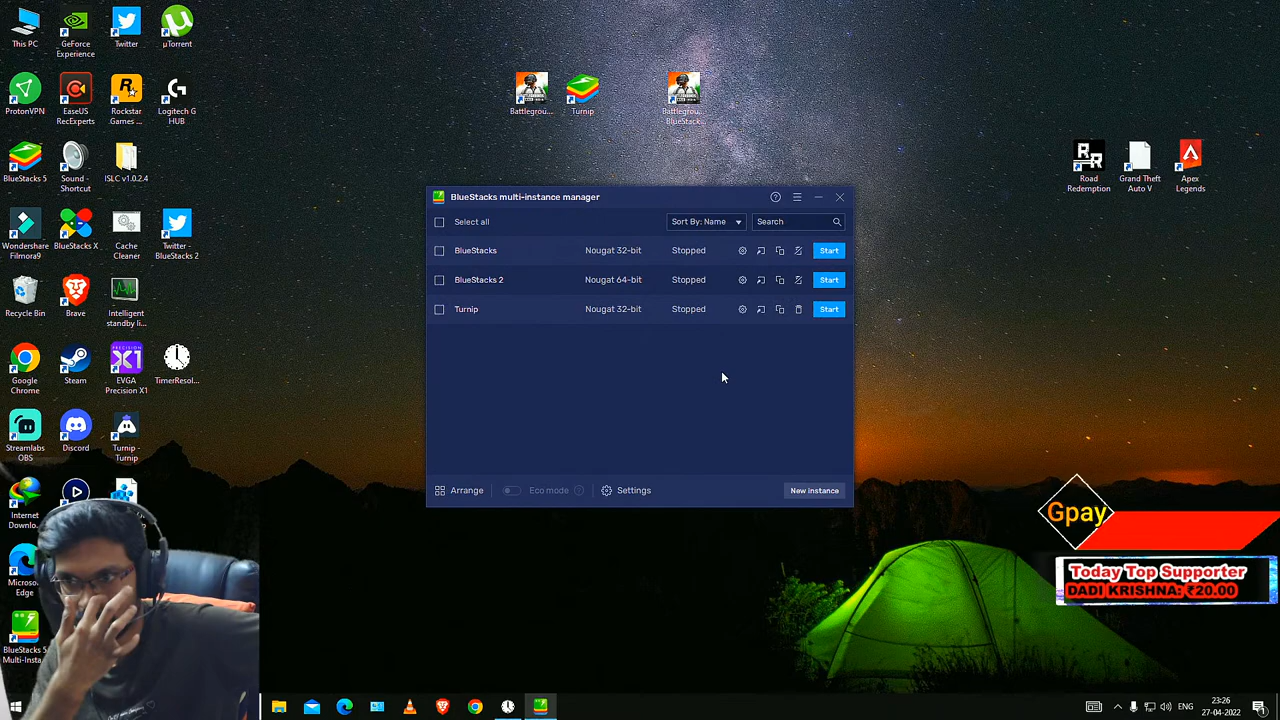 This PC
GeForce
Experience
Twitter
µTorrent
ProtonVPN
EaseUS
RecExperts
Rockstar
Games ...
Logitech G
HUB
BlueStacks 5
Sound -
Shortcut
ISLC v1.0.2.4
Wondershare
Filmora9
BlueStacks X
Cache
Cleaner
Twitter -
BlueStacks 2
Recycle Bin
Brave
Intelligent
standby li...
Google
Chrome
Steam
EVGA
Precision X1
TimerResol...
Streamlabs
OBS
Discord
Turnip -
Turnip
Internet
Downlo...
Microsoft
Edge
BlueStacks 5
Multi-Insta
Battlegrou...
Turnip
Battlegrou...
BlueStack...
Road
Redemption
Grand Theft
Auto V
Apex
Legends
BlueStacks multi-instance manager
Select all
Sort By: Name
Search
BlueStacks Nougat 32-bit Stopped Start
BlueStacks 2 Nougat 64-bit Stopped Start
Turnip Nougat 32-bit Stopped Start
Arrange Eco mode Settings New instance
Gpay
Today Top Supporter
DADI KRISHNA: ₹20.00
ENG
23:26
27-04-2022